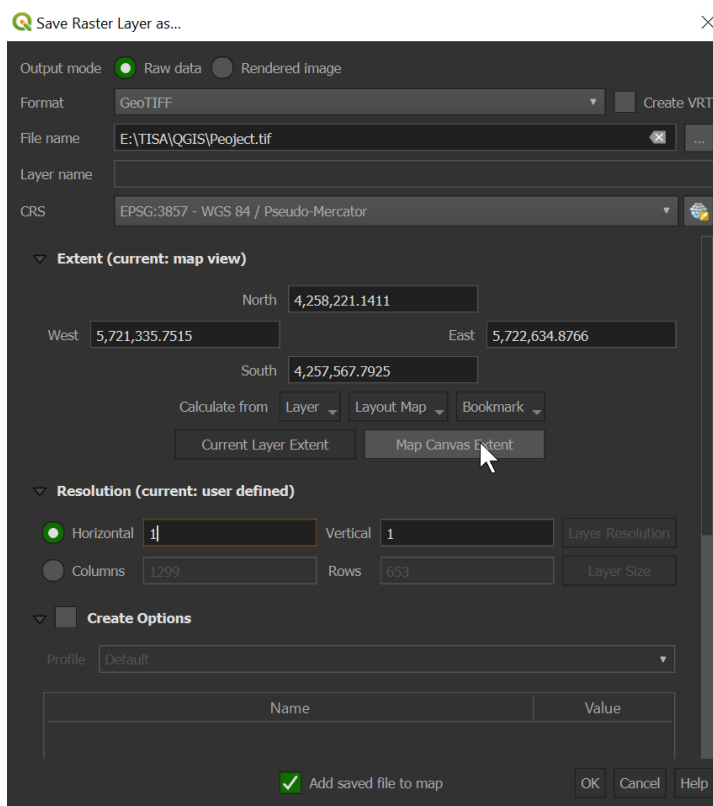 Save Raster Layer as...
Output mode Raw data Rendered image
Format GeoTIFF Create VRT
File name E:\TISA\QGIS\Peoject.tif ...
Layer name
CRS EPSG:3857 - WGS 84 / Pseudo-Mercator
Extent (current: map view)
North 4,258,221.1411
West 5,721,335.7515 East 5,722,634.8766
South 4,257,567.7925
Calculate from Layer Layout Map Bookmark
Current Layer Extent Map Canvas Extent
Resolution (current: user defined)
Horizontal 1 Vertical 1 Layer Resolution
Columns 1299 Rows 653 Layer Size
Create Options
Profile Default
Name Value
Add saved file to map OK Cancel Help